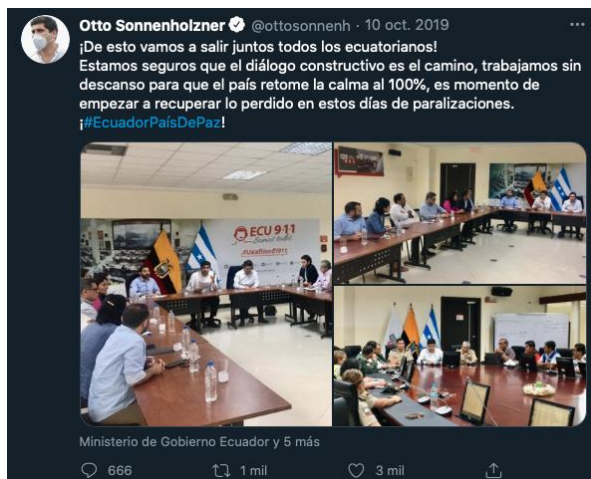 Otto Sonnenholzner @ottosonnenh · 10 oct. 2019
¡De esto vamos a salir juntos todos los ecuatorianos!
Estamos seguros que el diálogo constructivo es el camino, trabajamos sin
descanso para que el país retome la calma al 100%, es momento de
empezar a recuperar lo perdido en estos días de paralizaciones.
¡#EcuadorPaísDePaz!
ECU 911
Ministerio de Gobierno Ecuador y 5 más
666 1 mil 3 mil